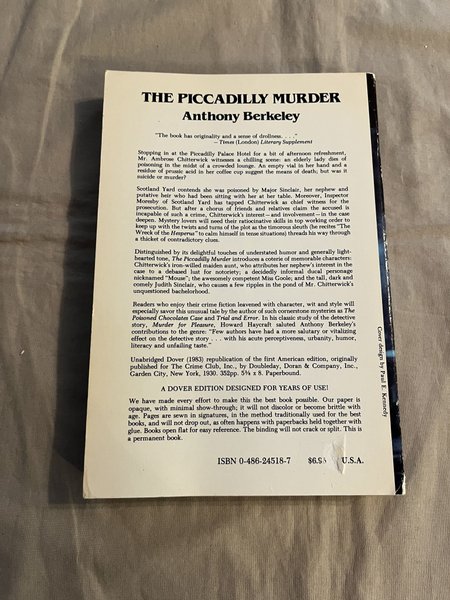 THE PICCADILLY MURDER
Anthony Berkeley
"The book has originality and a sense of drollness. . . ."
– Times (London) Literary Supplement
Stopping in at the Piccadilly Palace Hotel for a bit of afternoon refreshment,
Mr. Ambrose Chitterwick witnesses a chilling scene: an elderly lady dies of
poisoning in the midst of a crowded lounge. An empty vial in her hand and a
residue of prussic acid in her coffee cup suggest the means of death; but was it
suicide or murder?
Scotland Yard contends she was poisoned by Major Sinclair, her nephew and
putative heir who had been sitting with her at her table. Moreover, Inspector
Moresby of Scotland Yard has tapped Chitterwick as chief witness for the
prosecution. But after a chorus of friends and relatives claim the accused is
incapable of such a crime, Chitterwick's interest – and involvement – in the case
deepen. Mystery lovers will need their ratiocinative skills in top working order to
keep up with the twists and turns of the plot as the timorous sleuth (he recites "The
Wreck of the Hesperus" to calm himself in tense situations) threads his way through
a thicket of contradictory clues.
Distinguished by its delightful touches of understated humor and generally light-
hearted tone, The Piccadilly Murder introduces a coterie of memorable characters:
Chitterwick's iron-willed maiden aunt, who attributes her nephew's interest in the
case to a debased lust for notoriety; a decidedly informal ducal personage
nicknamed "Mouse"; the awesomely competent Miss Goole; and the tall, dark and
comely Judith Sinclair, who causes a few ripples in the pond of Mr. Chitterwick's
unquestioned bachelorhood.
Readers who enjoy their crime fiction leavened with character, wit and style will
especially savor this unusual tale by the author of such cornerstone mysteries as The
Poisoned Chocolates Case and Trial and Error. In his classic study of the detective
story, Murder for Pleasure, Howard Haycraft saluted Anthony Berkeley's
contributions to the genre: "Few authors have had a more salutary or vitalizing
effect on the detective story . . . with his acute perceptiveness, urbanity, humor,
literacy and unfailing taste."
Unabridged Dover (1983) republication of the first American edition, originally
published for The Crime Club, Inc., by Doubleday, Doran & Company, Inc.,
Garden City, New York, 1930. 352pp. 5⅜ x 8. Paperbound.
A DOVER EDITION DESIGNED FOR YEARS OF USE!
We have made every effort to make this the best book possible. Our paper is
opaque, with minimal show-through; it will not discolor or become brittle with
age. Pages are sewn in signatures, in the method traditionally used for the best
books, and will not drop out, as often happens with paperbacks held together with
glue. Books open flat for easy reference. The binding will not crack or split. This is
a permanent book.
ISBN 0-486-24518-7 $6.95 U.S.A.
Cover design by Paul E. Kennedy